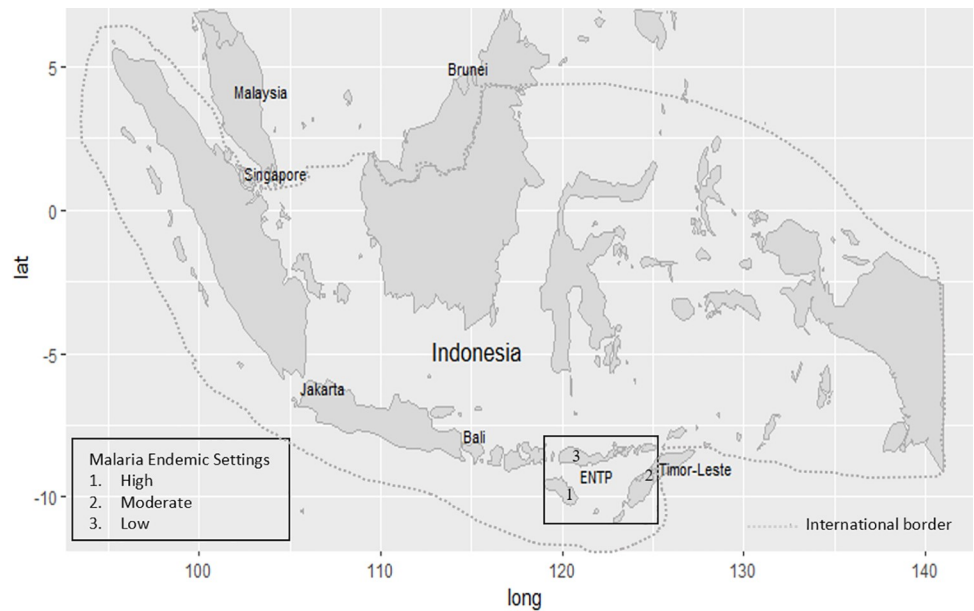 Brunei
Malaysia
Singapore
Indonesia
Jakarta
Bali
3
ENTP
2
Timor-Leste
1
Malaria Endemic Settings
1. High
2. Moderate
3. Low
International border
lat
5
0
-5
-10
100
110
120
130
140
long